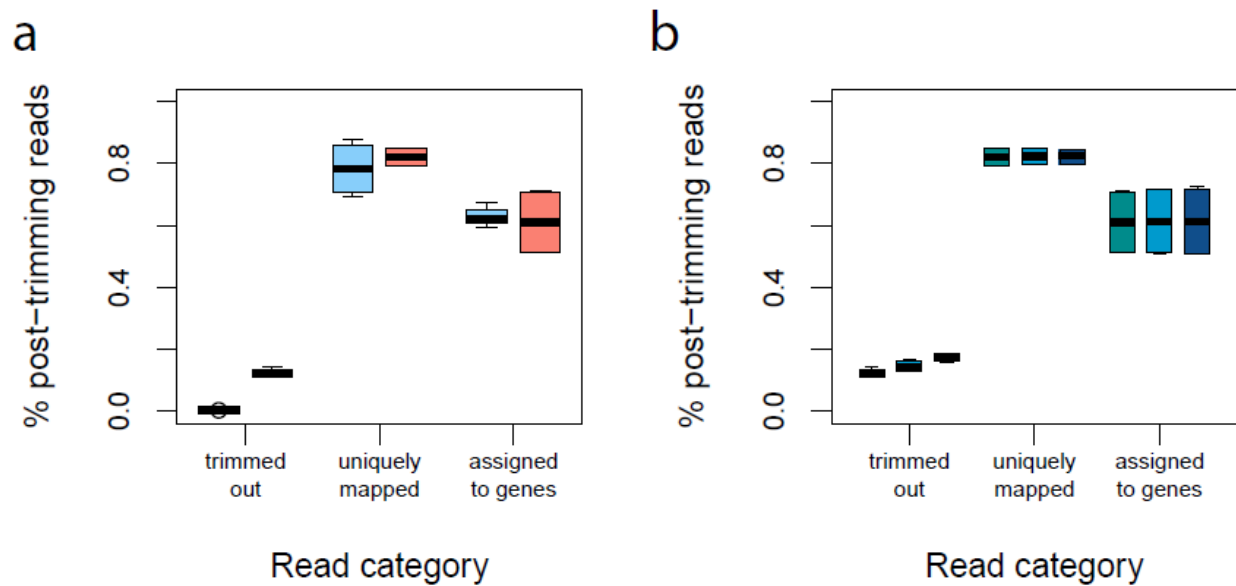 a
% post−trimming reads
0.8
0.4
0.0
trimmed
out
uniquely
mapped
assigned
to genes
Read category
b
% post−trimming reads
0.8
0.4
0.0
trimmed
out
uniquely
mapped
assigned
to genes
Read category